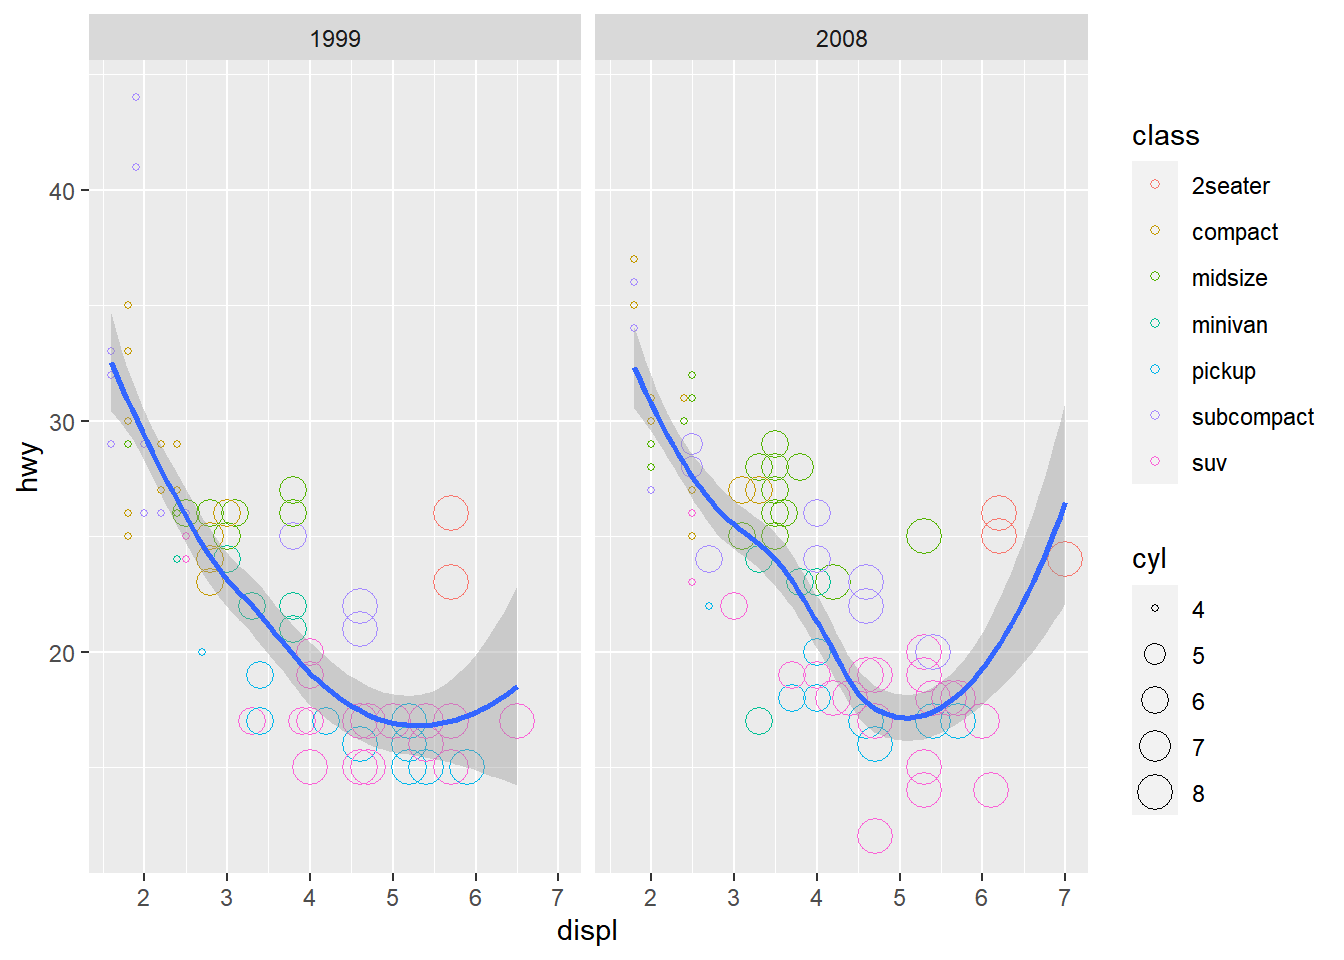 1999 2008
class
2seater
compact
midsize
minivan
pickup
subcompact
suv
cyl
4
5
6
7
8
hwy
40
30
20
2 3 4 5 6 7 2 3 4 5 6 7
displ